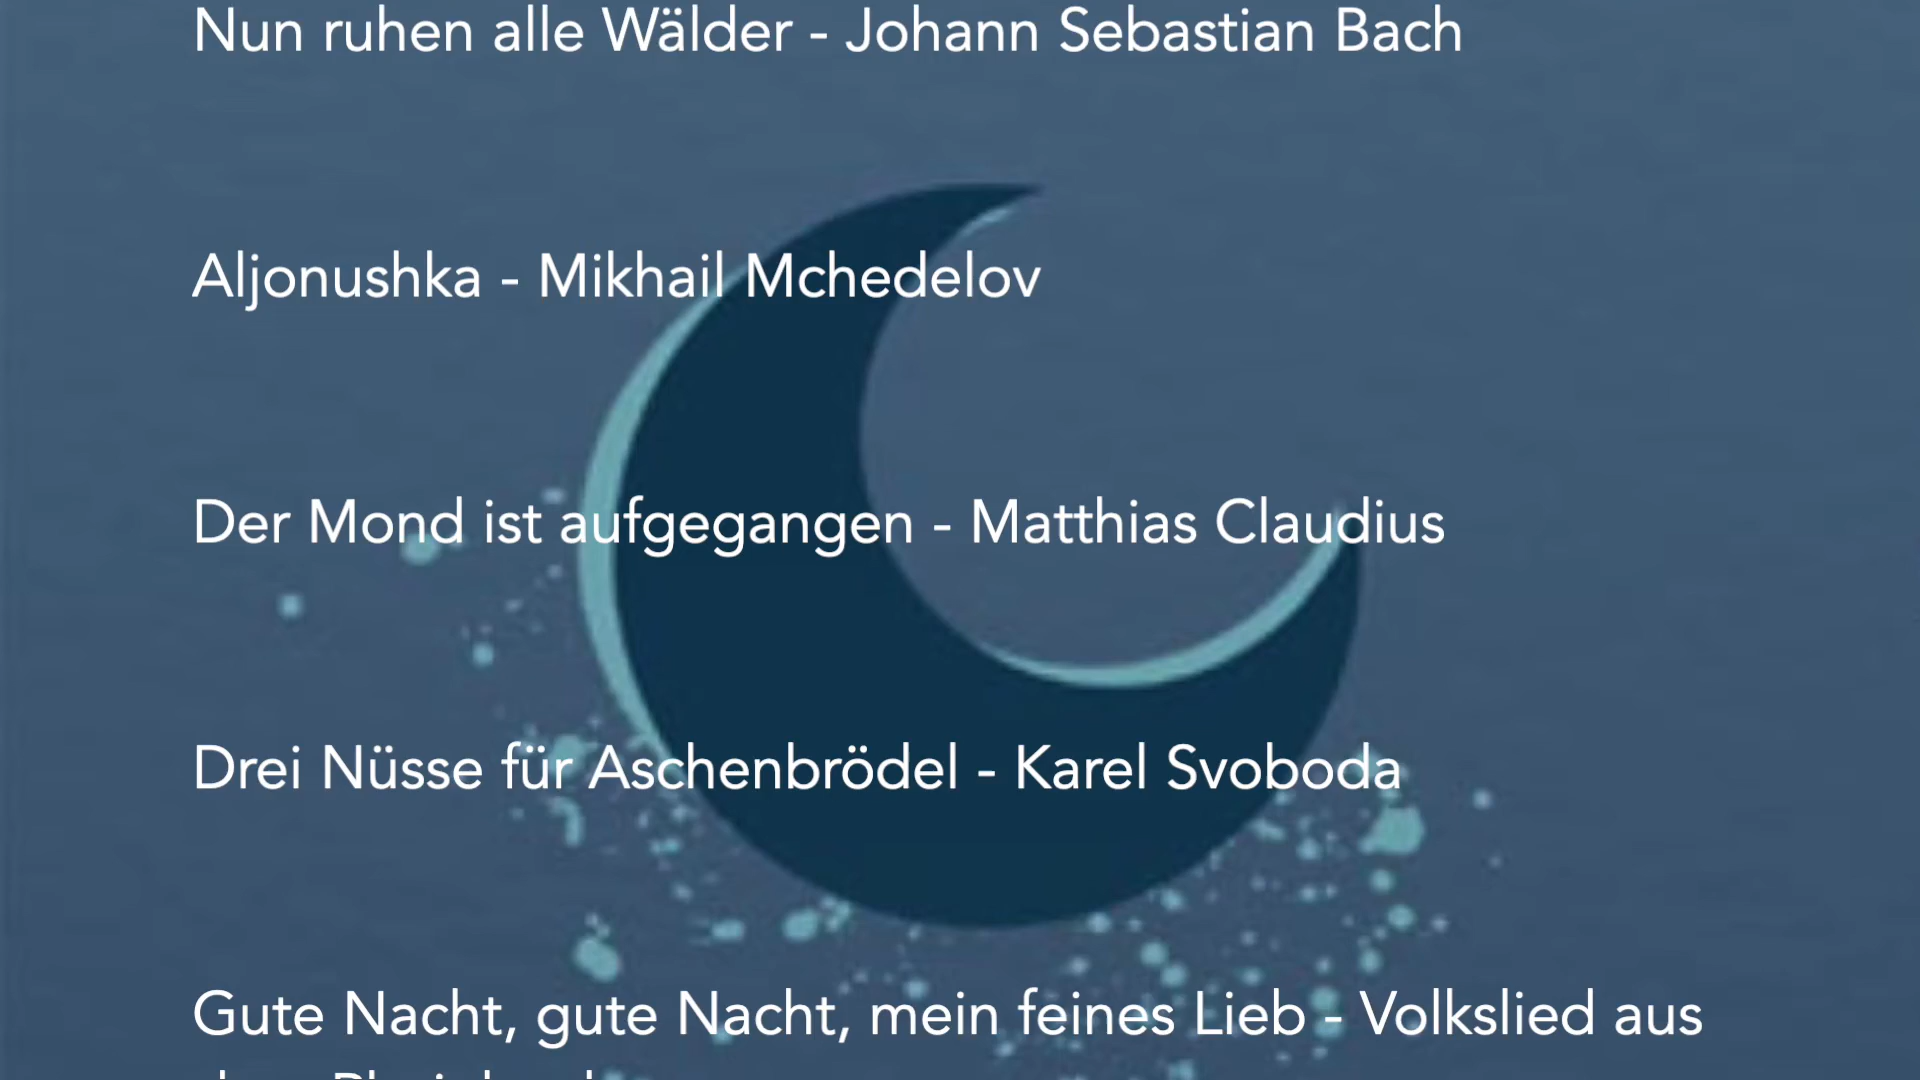 Nun ruhen alle Wälder - Johann Sebastian Bach
Aljonushka - Mikhail Mchedelov
Der Mond ist aufgegangen - Matthias Claudius
Drei Nüsse für Aschenbrödel - Karel Svoboda
Gute Nacht, gute Nacht, mein feines Lieb - Volkslied aus